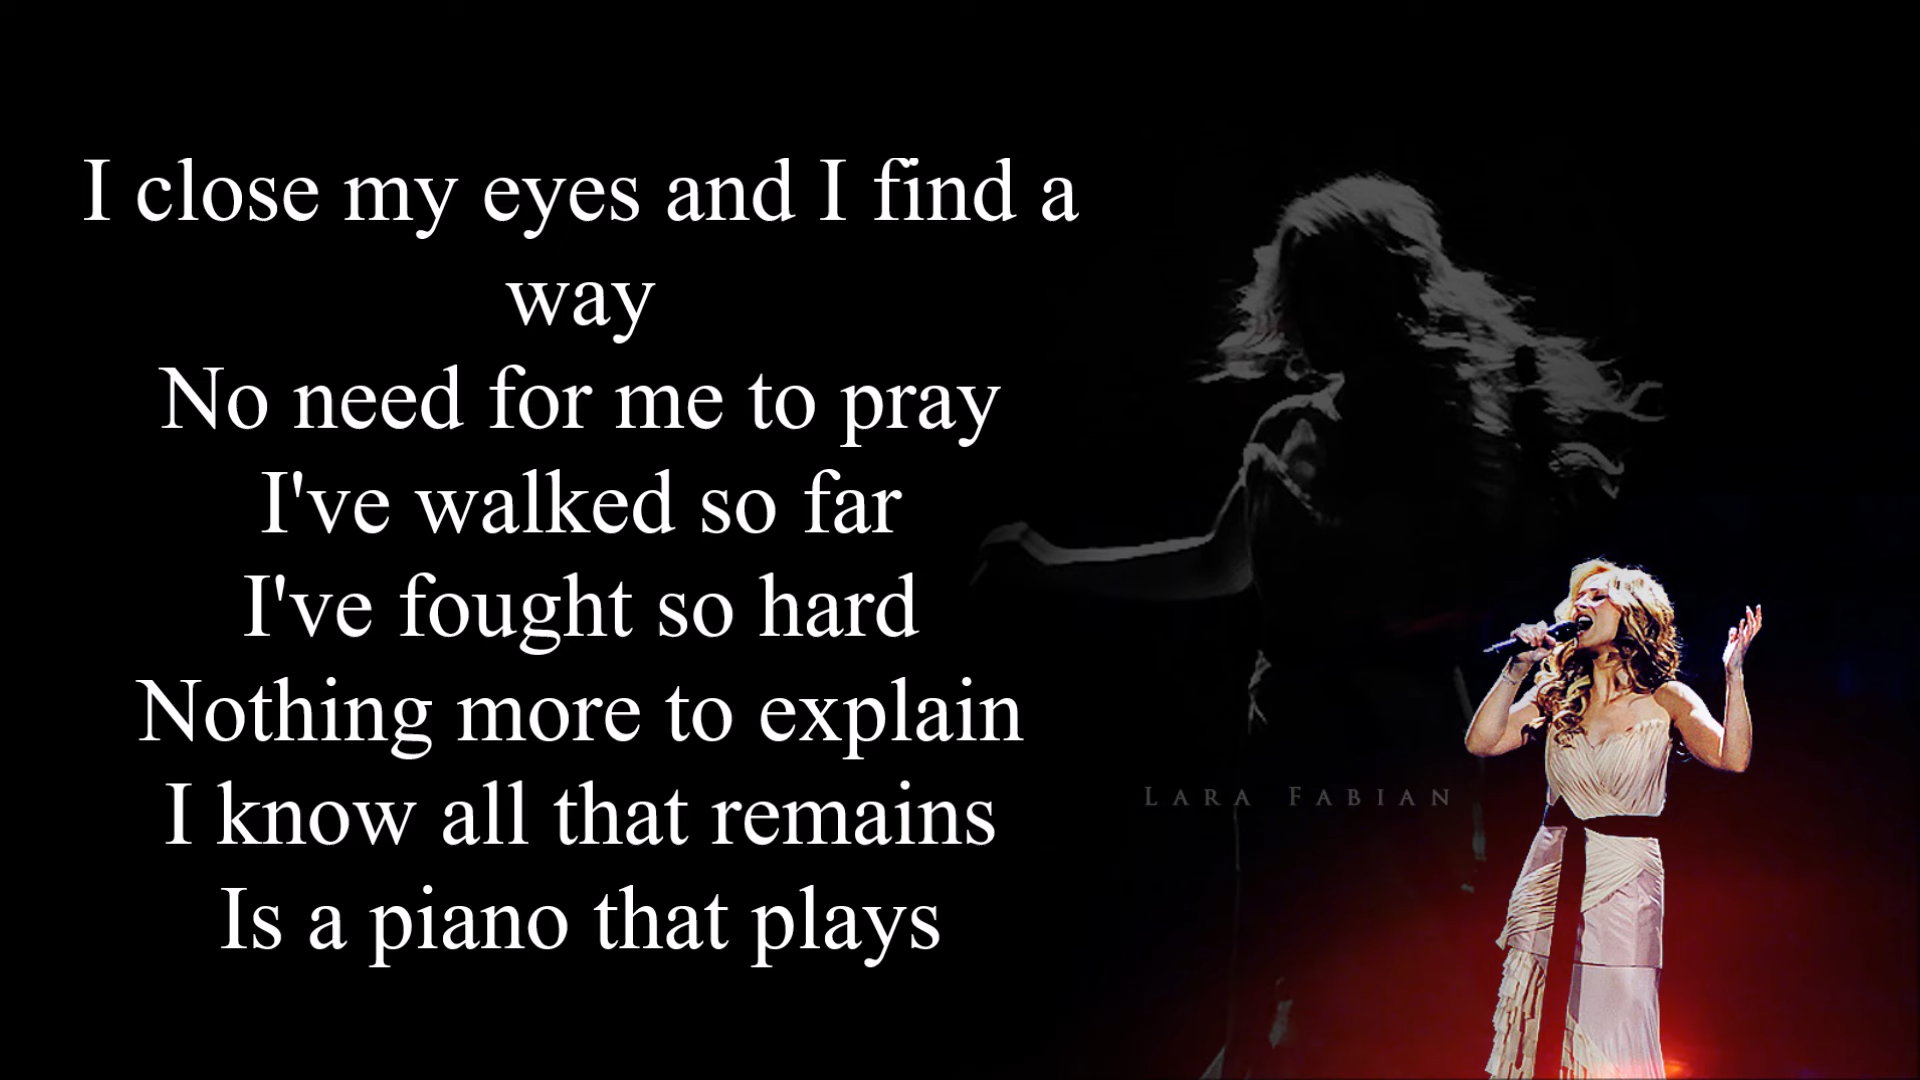 I close my eyes and I find a
way
No need for me to pray
I've walked so far
I've fought so hard
Nothing more to explain
I know all that remains
Is a piano that plays
LARA FABIAN